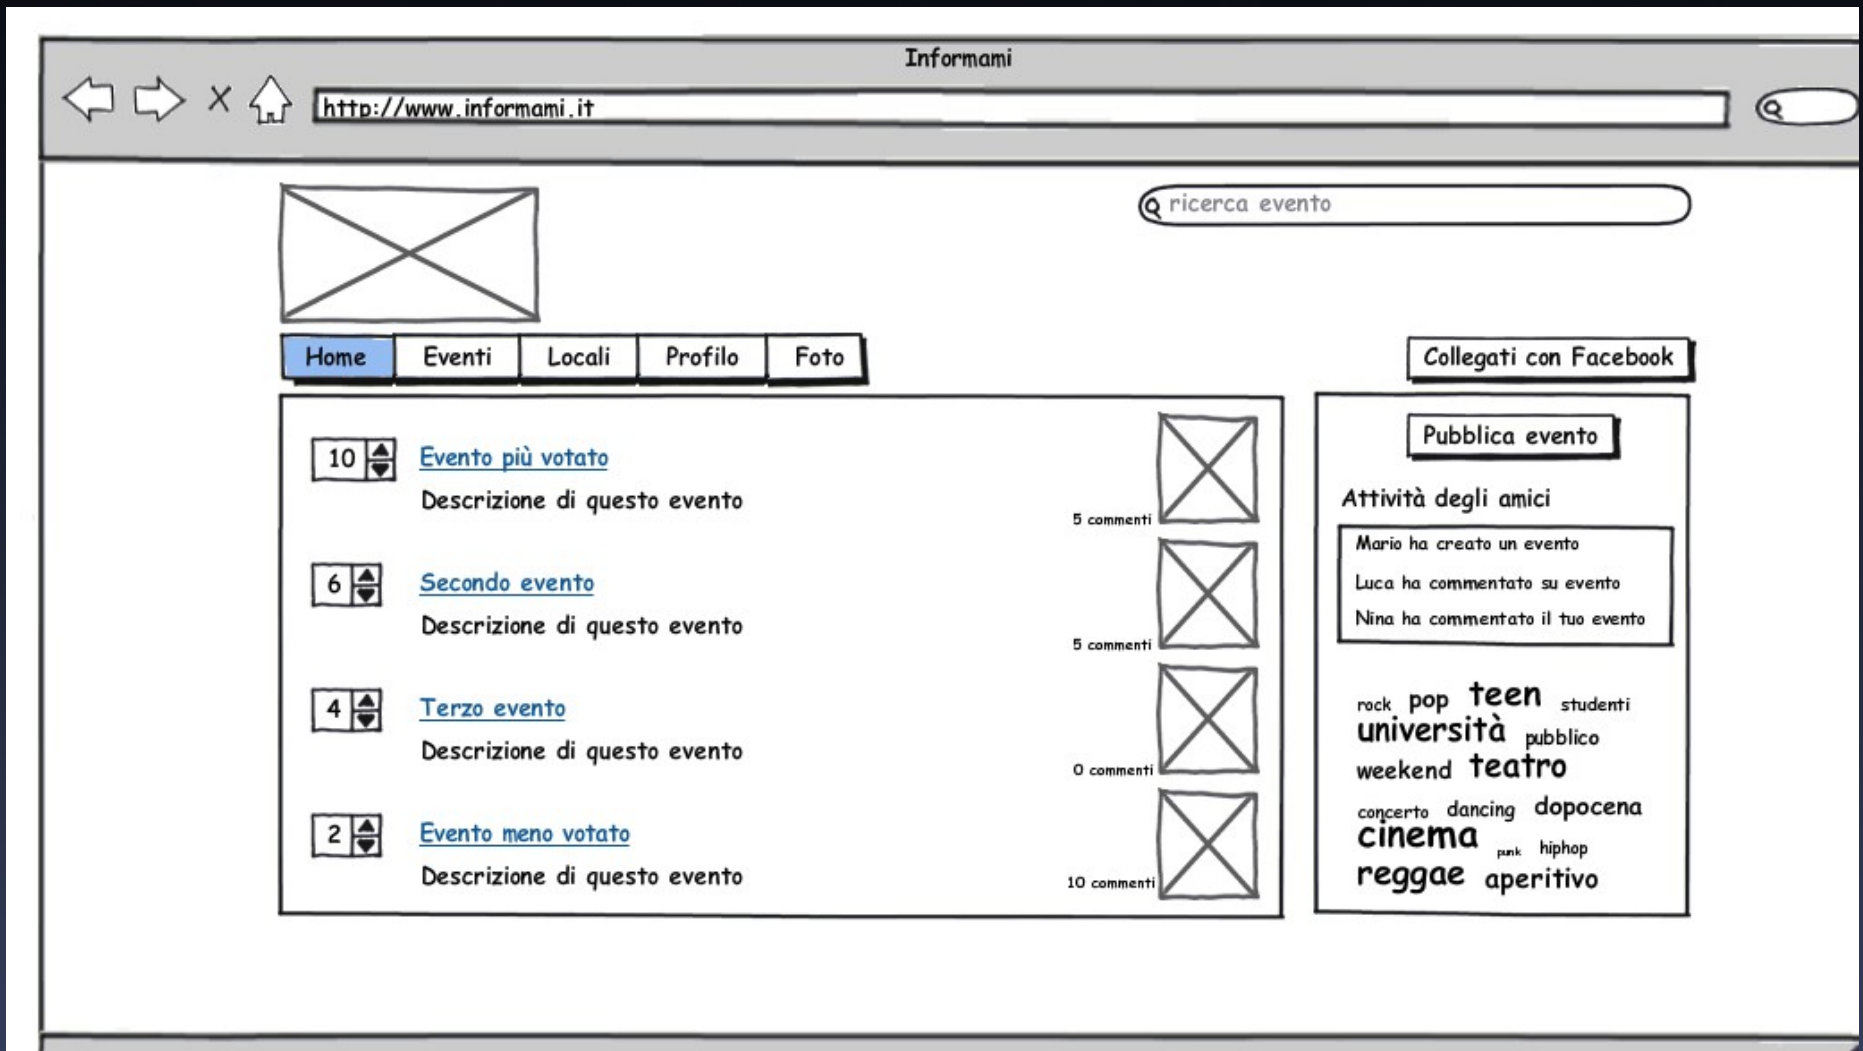 Informami
http://www.informami.it
ricerca evento
Home Eventi Locali Profilo Foto
Collegati con Facebook
10 Evento più votato
Descrizione di questo evento
5 commenti
6 Secondo evento
Descrizione di questo evento
5 commenti
4 Terzo evento
Descrizione di questo evento
0 commenti
2 Evento meno votato
Descrizione di questo evento
10 commenti
Pubblica evento
Attività degli amici
Mario ha creato un evento
Luca ha commentato su evento
Nina ha commentato il tuo evento
rock pop teen studenti
università pubblico
weekend teatro
concerto dancing dopocena
cinema punk hiphop
reggae aperitivo